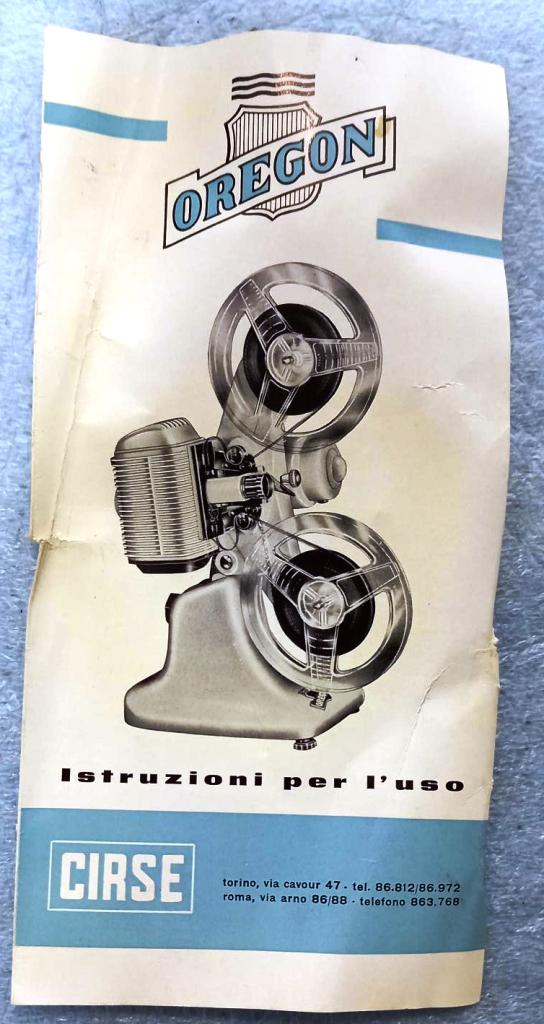 OREGON
Istruzioni per l'uso
CIRSE
torino, via cavour 47 - tel. 86.812/86.972
roma, via arno 86/88 - telefono 863.768